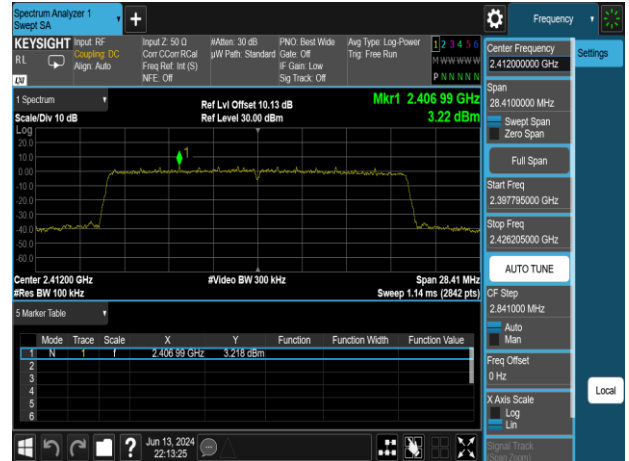 Spectrum Analyzer 1
Swept SA
Frequency
KEYSIGHT
RL
LXI
Input: RF
Coupling: DC
Align: Auto
Input Z: 50 Ω
Corr CCorr RCal
Freq Ref: Int (S)
NFE: Off
#Atten: 30 dB
µW Path: Standard
PNO: Best Wide
Gate: Off
IF Gain: Low
Sig Track: Off
Avg Type: Log-Power
Trig: Free Run
1 2 3 4 5 6
M W W W W W
P N N N N N
1 Spectrum
Scale/Div 10 dB
Ref Lvl Offset 10.13 dB
Ref Level 30.00 dBm
Mkr1 2.406 99 GHz
3.22 dBm
Log
20.0
10.0
0.00
-10.0
-20.0
-30.0
-40.0
-50.0
-60.0
1
Center 2.41200 GHz
#Res BW 100 kHz
#Video BW 300 kHz
Span 28.41 MHz
Sweep 1.14 ms (2842 pts)
5 Marker Table
Mode Trace Scale X Y Function Function Width Function Value
1 N 1 f 2.406 99 GHz 3.218 dBm
2
3
4
5
6
Jun 13, 2024
22:13:25
Center Frequency
2.412000000 GHz
Span
28.4100000 MHz
Swept Span
Zero Span
Full Span
Start Freq
2.397795000 GHz
Stop Freq
2.426205000 GHz
AUTO TUNE
CF Step
2.841000 MHz
Auto
Man
Freq Offset
0 Hz
X Axis Scale
Log
Lin
Signal Track
(Span Zoom)
Settings
Local